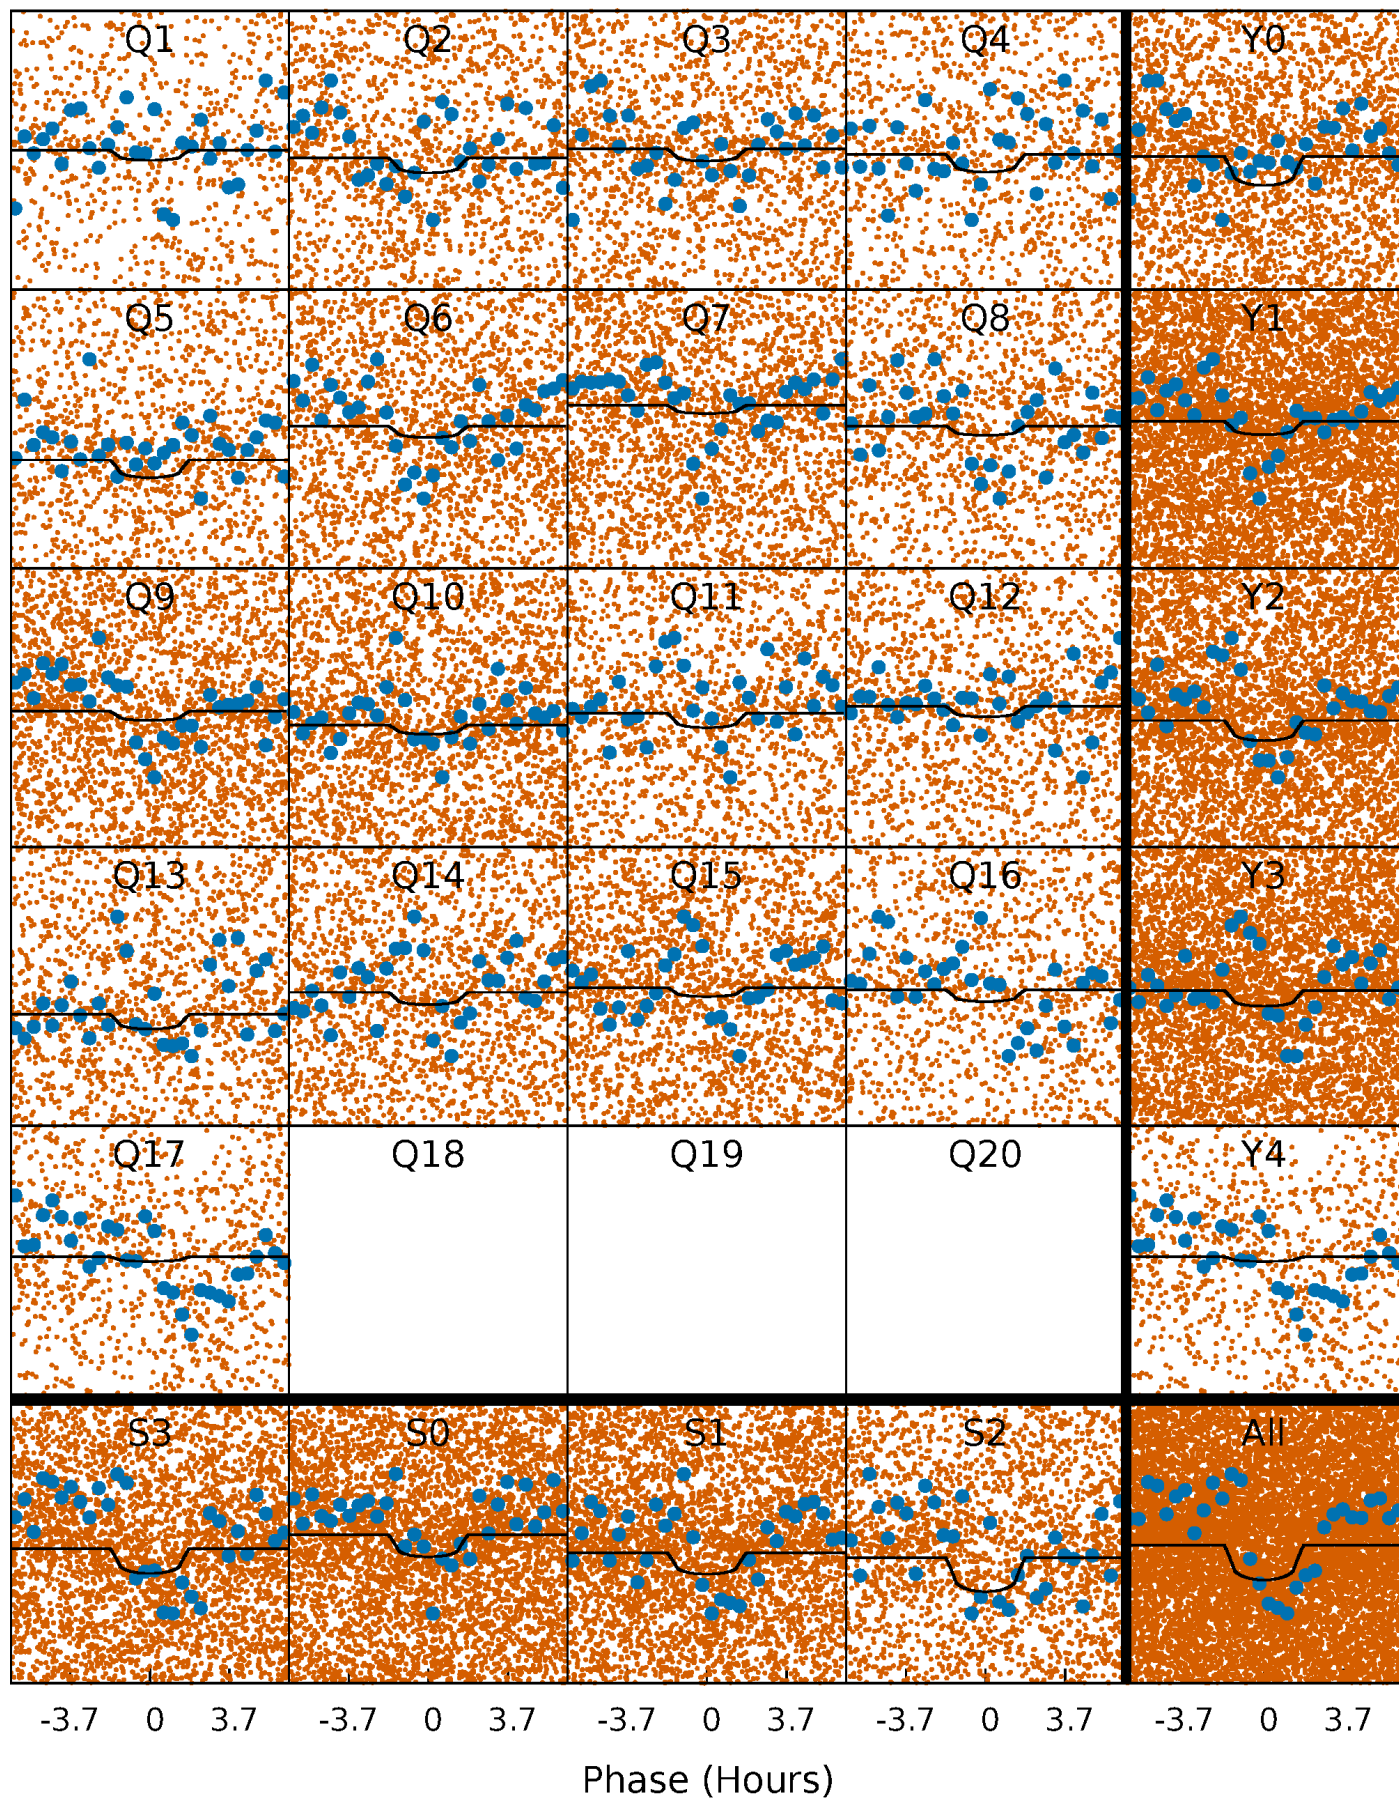 Q1 Q2 Q3 Q4 Y0
Q5 Q6 Q7 Q8 Y1
Q9 Q10 Q11 Q12 Y2
Q13 Q14 Q15 Q16 Y3
Q17 Q18 Q19 Q20 Y4
S3 S0 S1 S2 All
-3.7 0 3.7 -3.7 0 3.7 -3.7 0 3.7 -3.7 0 3.7 -3.7 0 3.7
Phase (Hours)